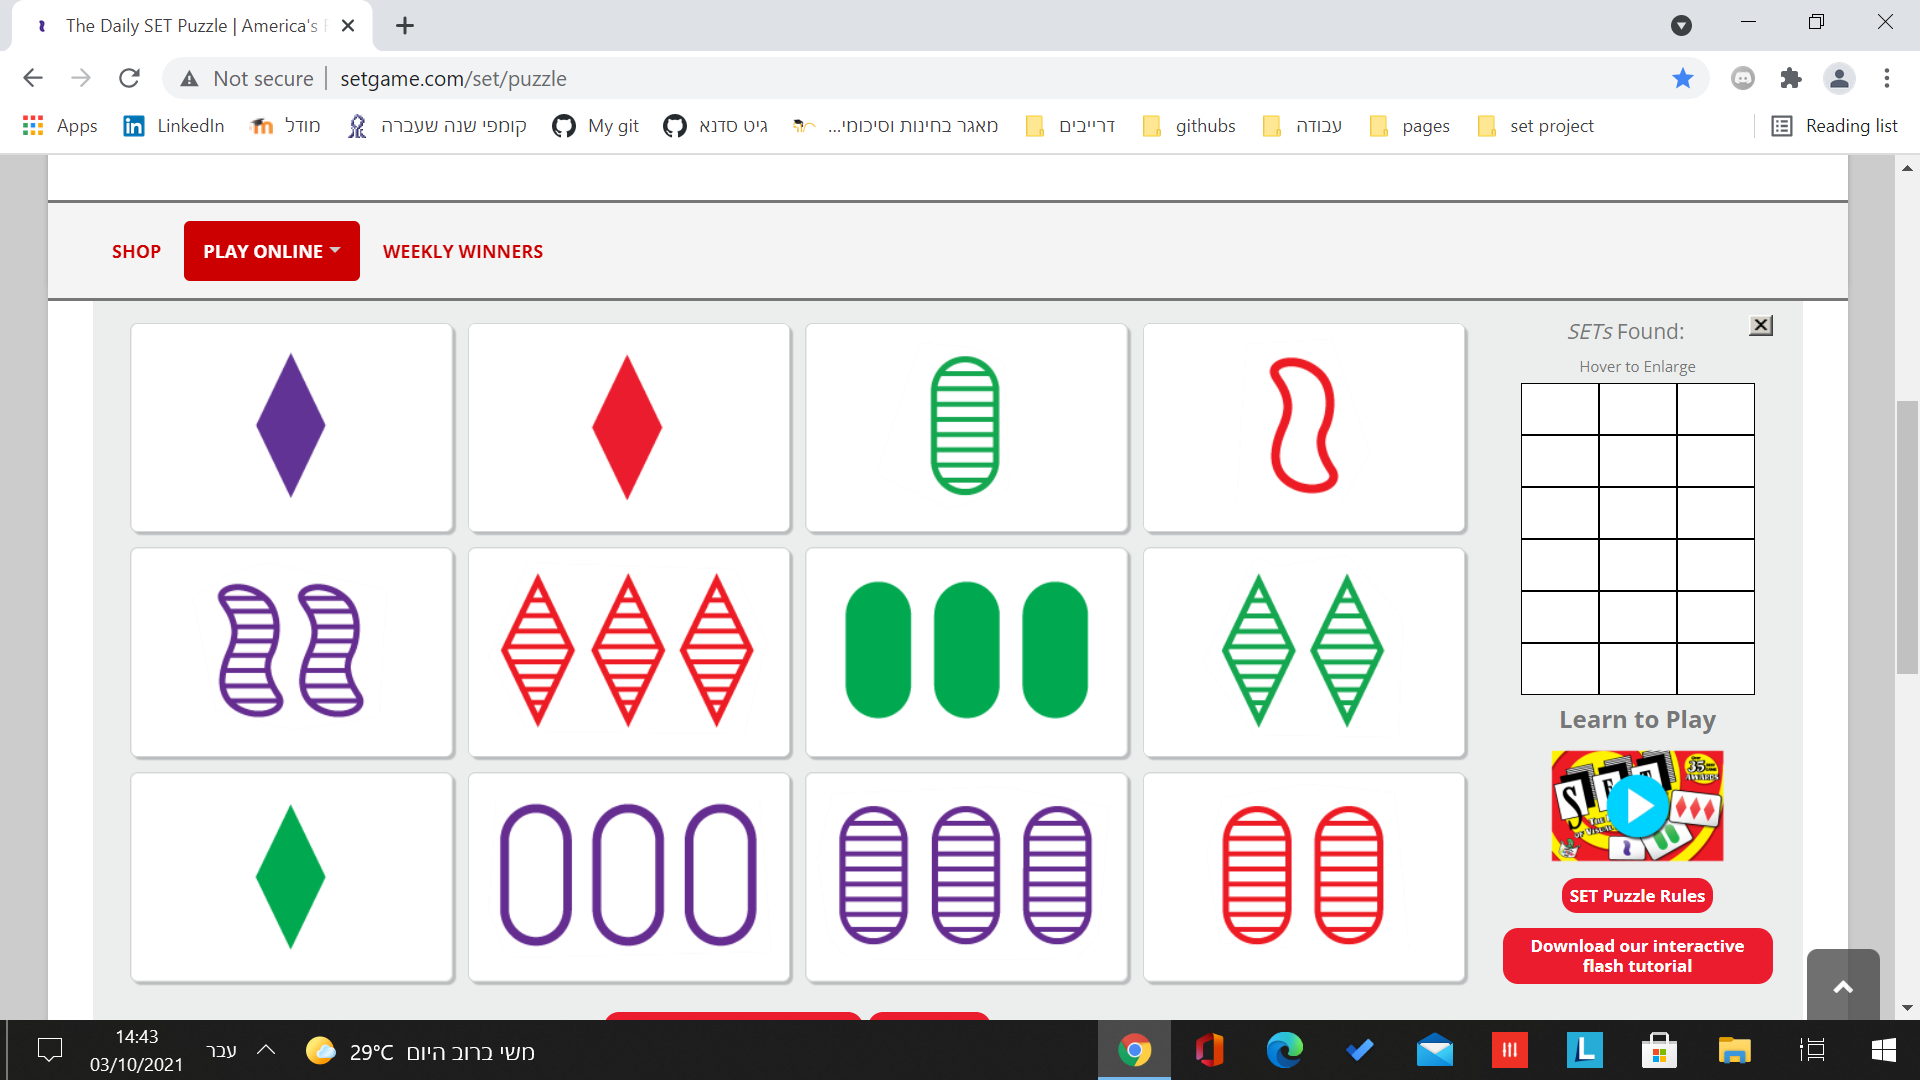 The Daily SET Puzzle | America's
Not secure | setgame.com/set/puzzle
Apps LinkedIn מודל קומפי שנה שעברה My git גיט סדנא מאגר בחינות וסיכומי... דרייבים githubs עבודה pages set project Reading list
SHOP PLAY ONLINE WEEKLY WINNERS
SETs Found:
Hover to Enlarge
Learn to Play
SET Puzzle Rules
Download our interactive
flash tutorial
14:43
03/10/2021
עבר
29°C משי ברוב היום